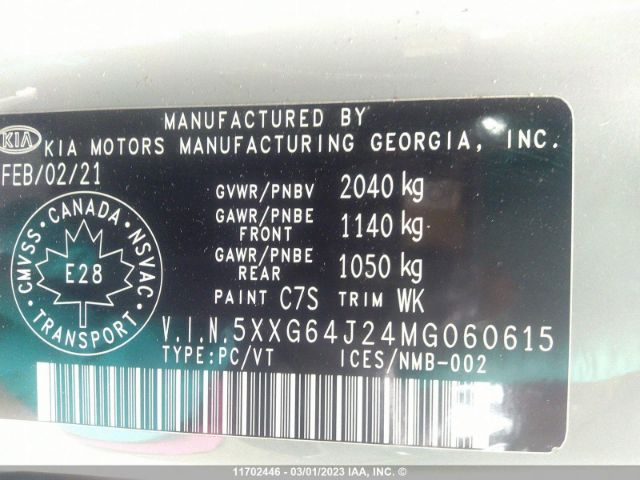 MANUFACTURED BY
KIA KIA MOTORS MANUFACTURING GEORGIA, INC.
FEB/02/21
GVWR/PNBV 2040 kg
GAWR/PNBE FRONT 1140 kg
GAWR/PNBE REAR 1050 kg
PAINT C7S TRIM WK
CANADA
CMVSS NSVAC
E28
TRANSPORT
V.I.N.5XXG64J24MG060615
TYPE:PC/VT ICES/NMB-002
11702446 - 03/01/2023 IAA, INC. ©